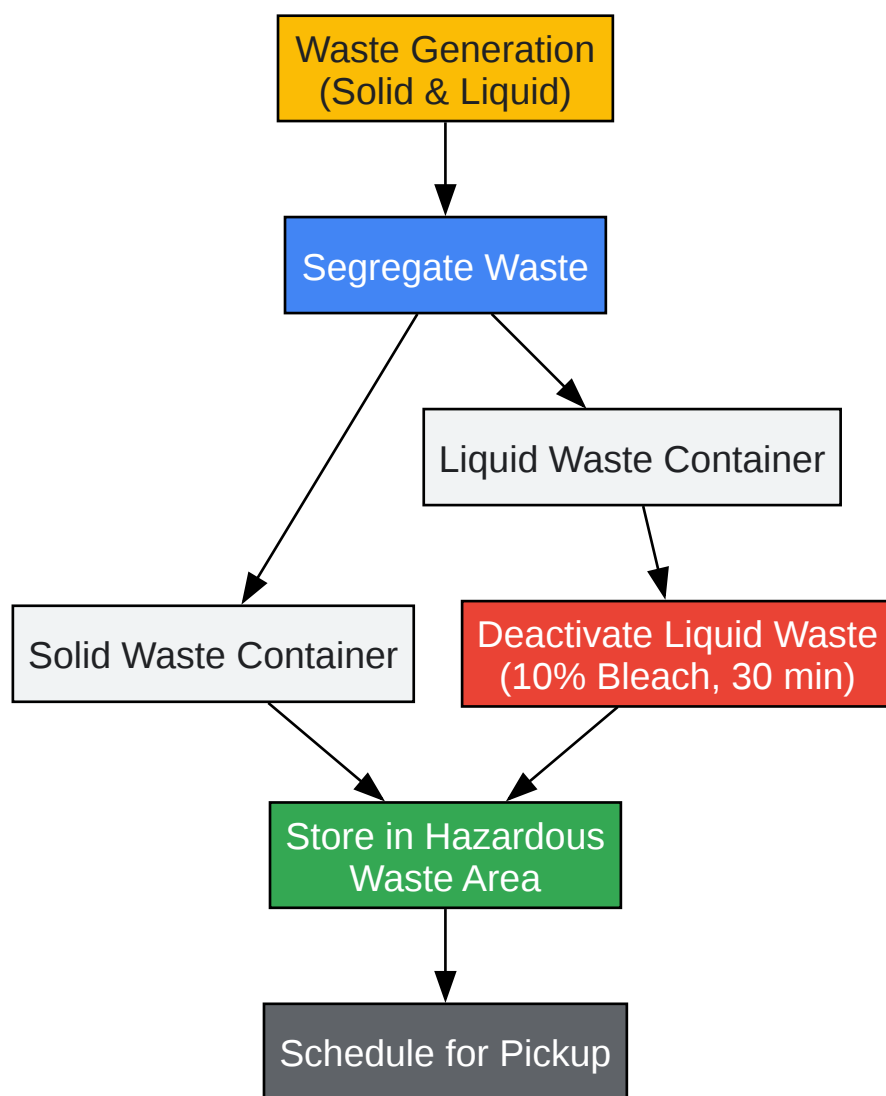 Waste Generation
(Solid & Liquid)
Segregate Waste
Liquid Waste Container
Solid Waste Container
Deactivate Liquid Waste
(10% Bleach, 30 min)
Store in Hazardous
Waste Area
Schedule for Pickup